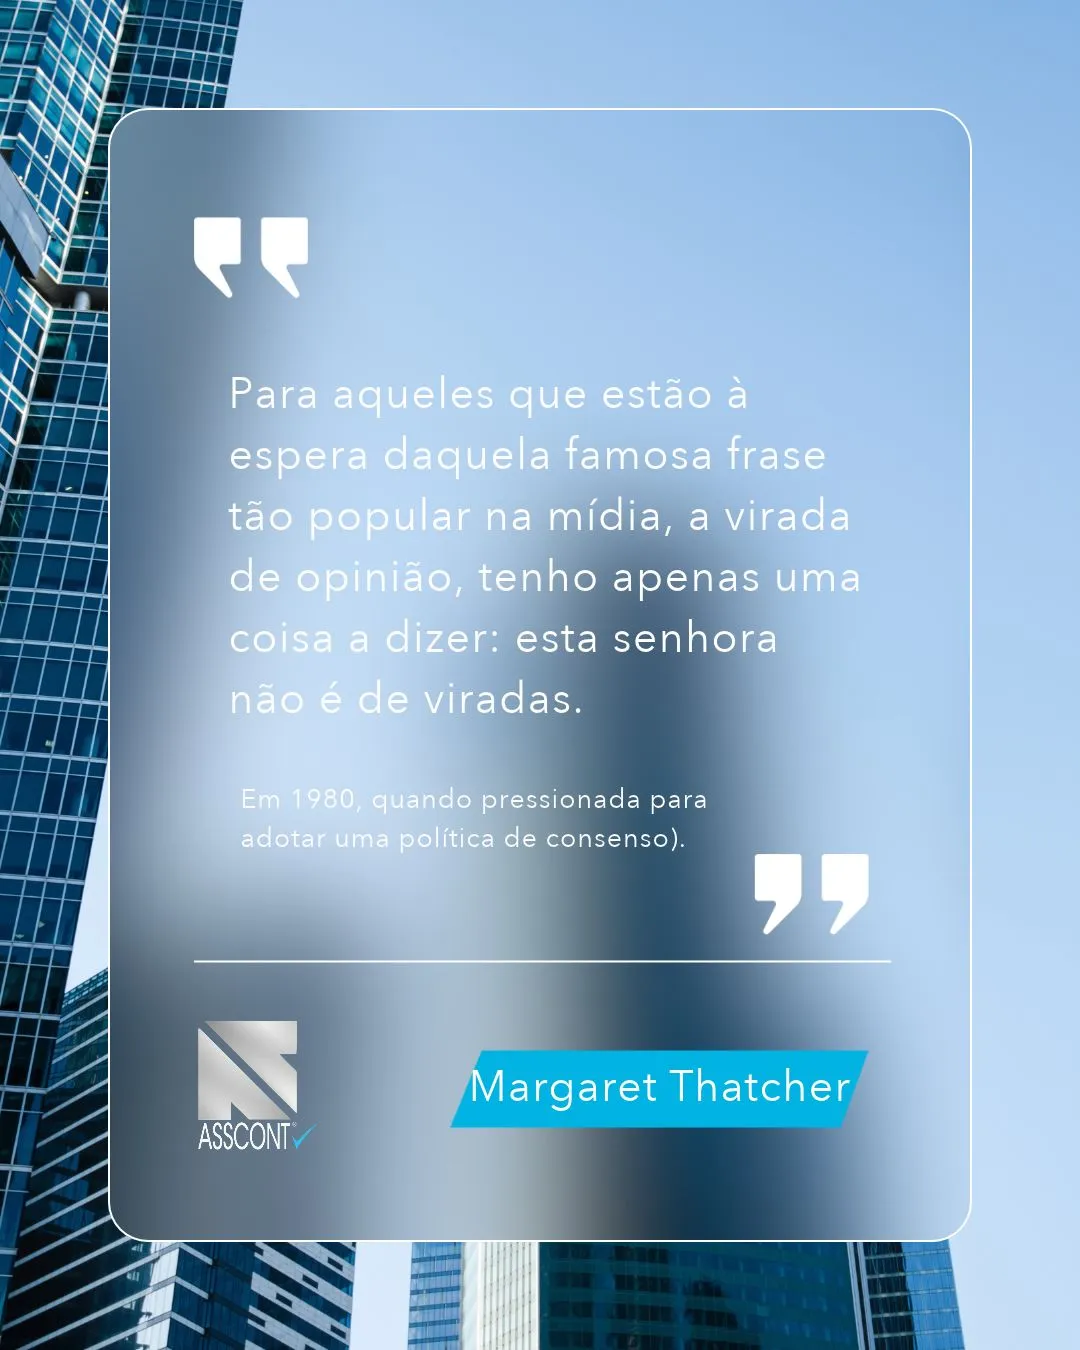 Para aqueles que estão à
espera daquela famosa frase
tão popular na mídia, a virada
de opinião, tenho apenas uma
coisa a dizer: esta senhora
não é de viradas.
Em 1980, quando pressionada para
adotar uma política de consenso).
ASSCONT®
Margaret Thatcher